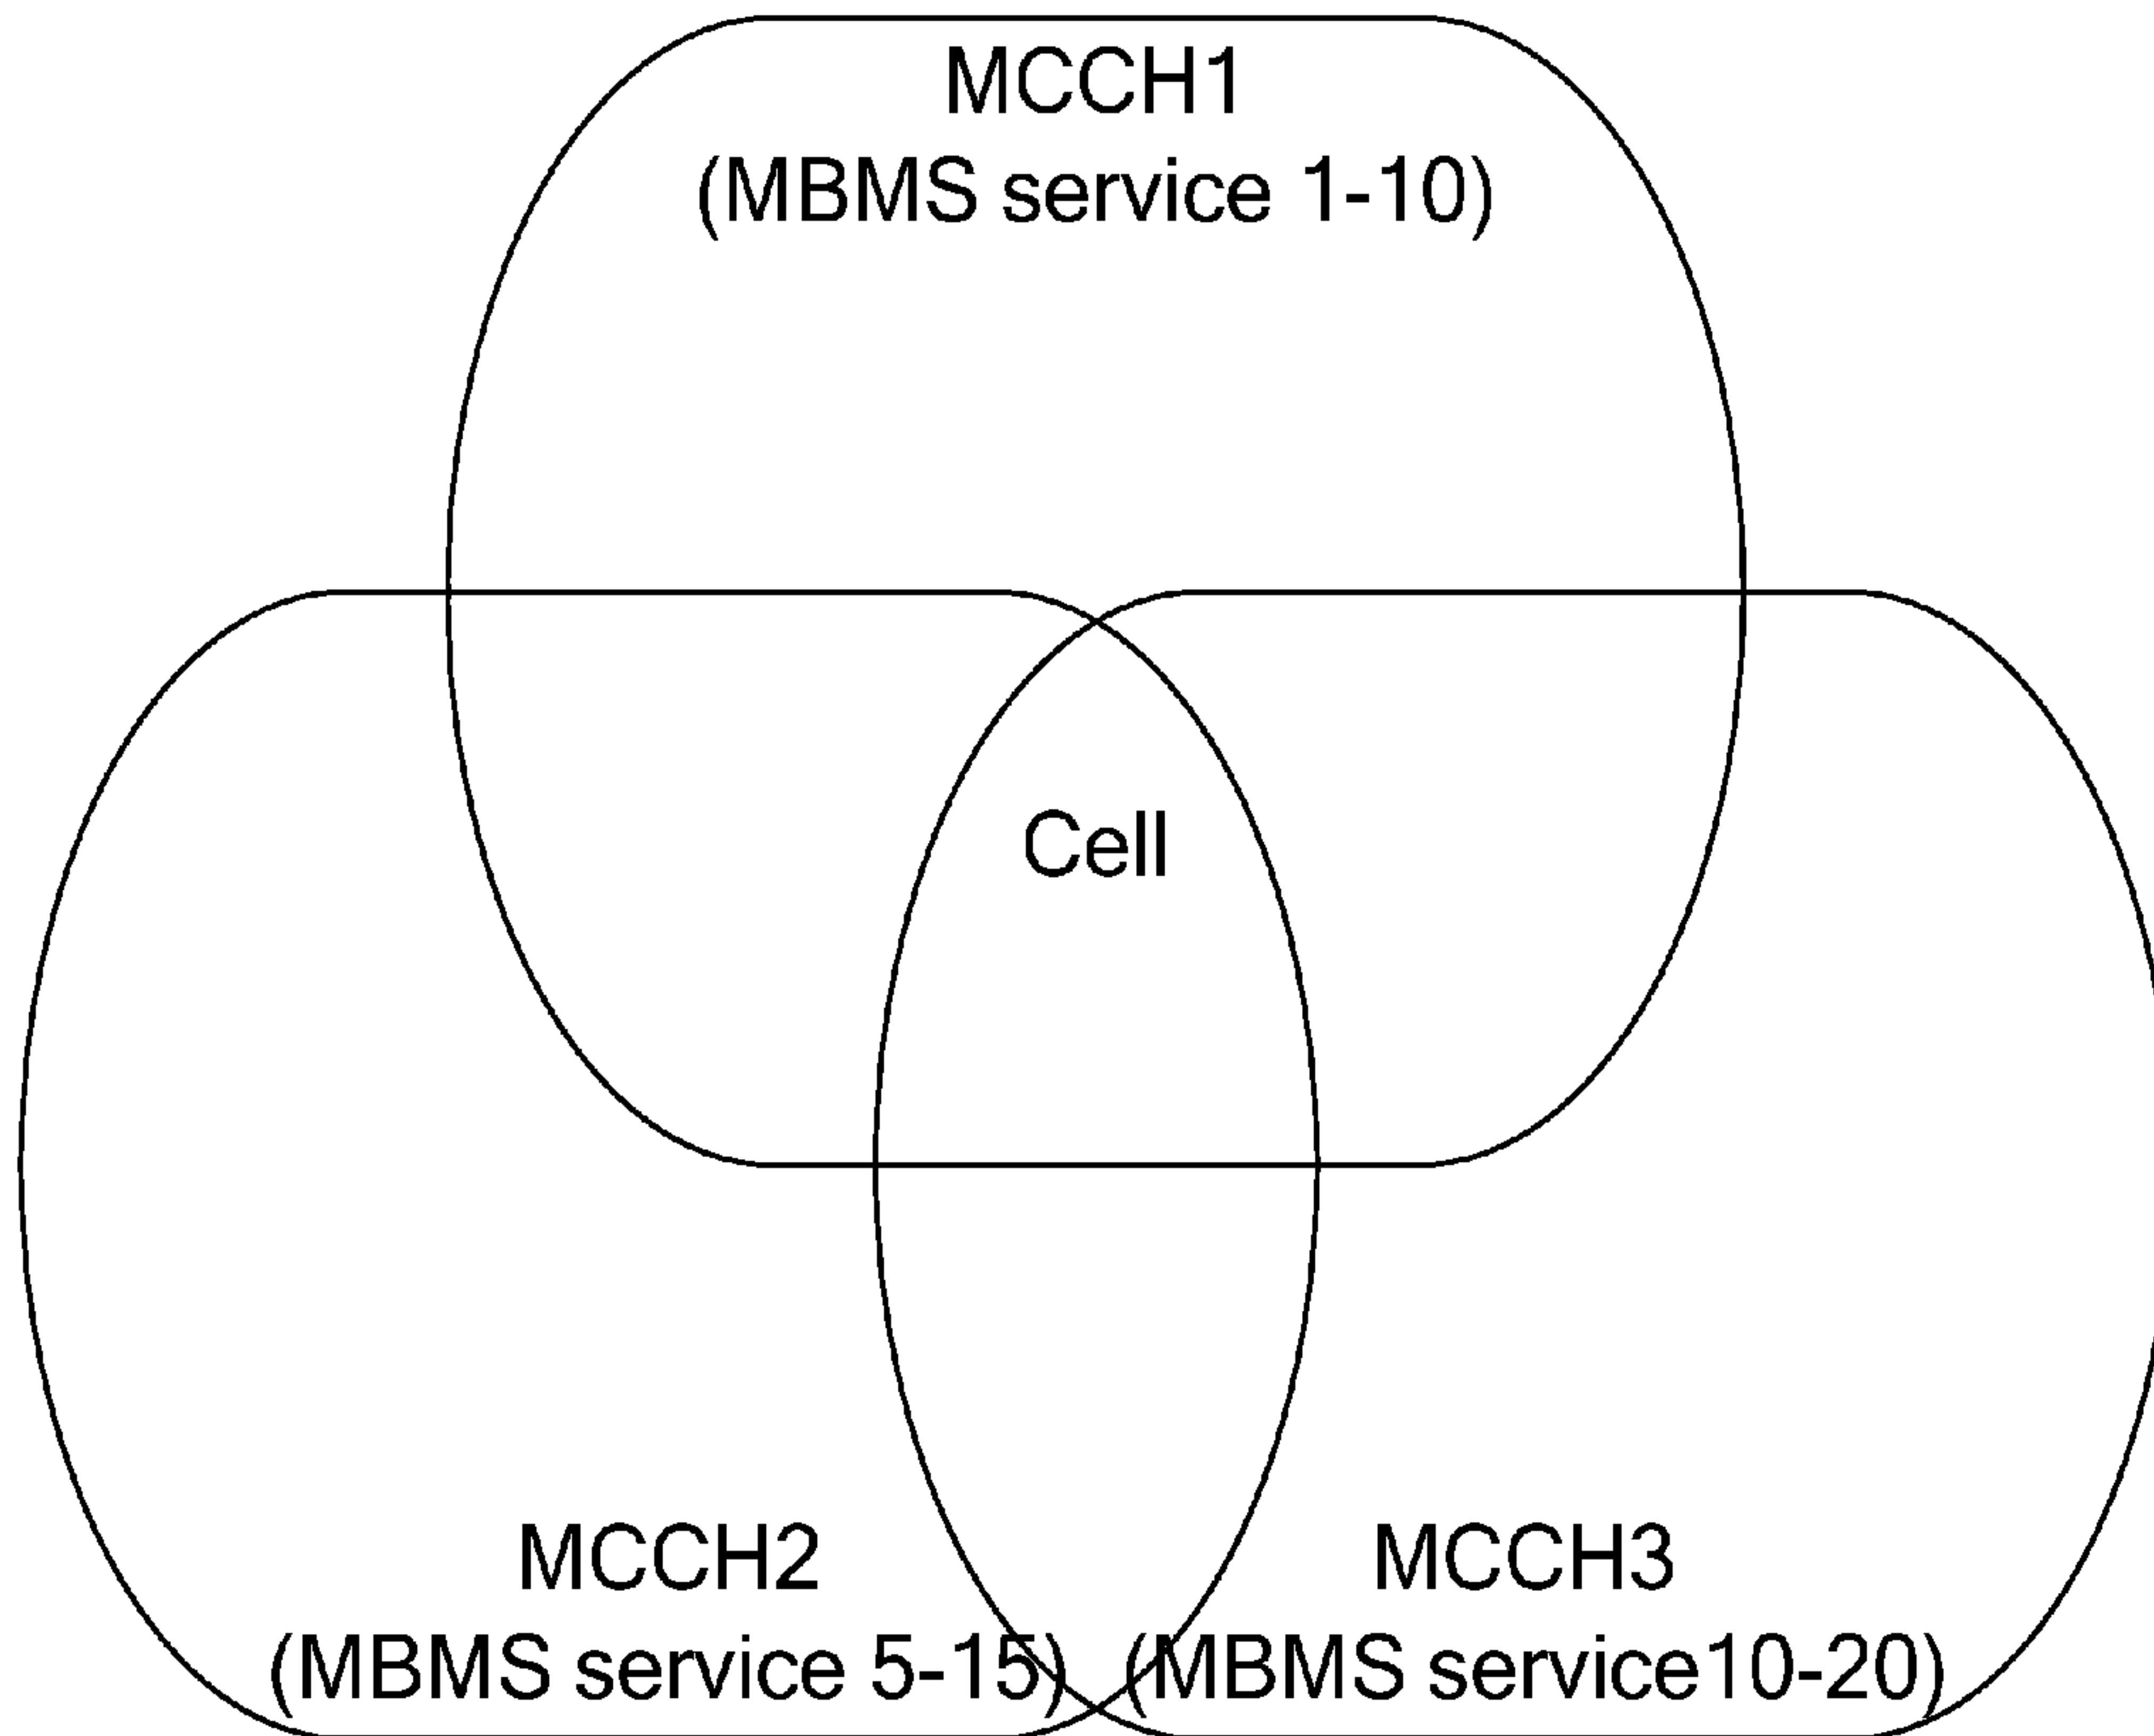 MCCH1
(MBMS service 1-10)
Cell
MCCH2
(MBMS service 5-15)
MCCH3
(MBMS service10-20)